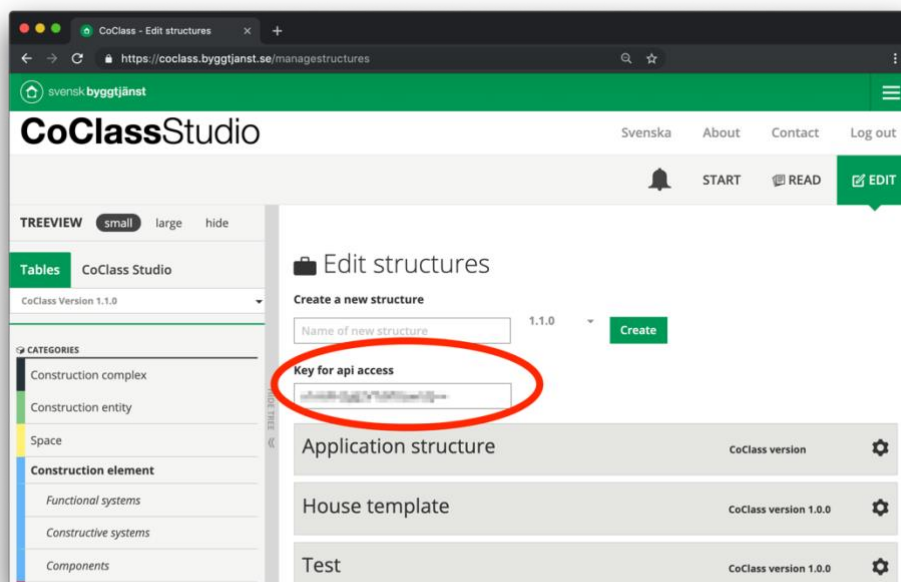 CoClass - Edit structures
https://coclass.byggtjanst.se/managestructures
svensk byggtjänst
CoClassStudio
Svenska About Contact Log out
START READ EDIT
TREEVIEW small large hide
Tables CoClass Studio
CoClass Version 1.1.0
CATEGORIES
Construction complex
Construction entity
Space
Construction element
Functional systems
Constructive systems
Components
HIDE TREE
Edit structures
Create a new structure
Name of new structure 1.1.0 Create
Key for api access
Application structure CoClass version
House template CoClass version 1.0.0
Test CoClass version 1.0.0